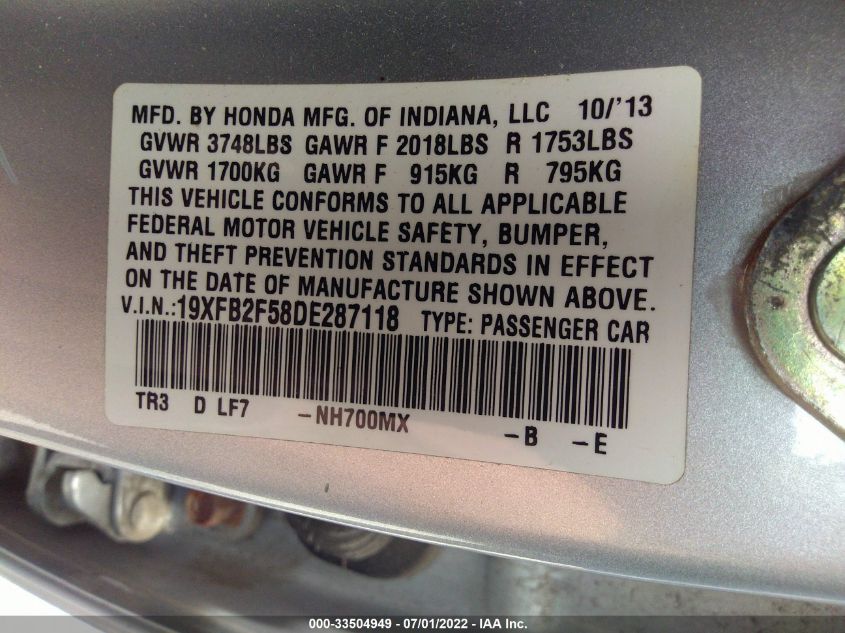 MFD. BY HONDA MFG. OF INDIANA, LLC 10/'13
GVWR 3748LBS GAWR F 2018LBS R 1753LBS
GVWR 1700KG GAWR F 915KG R 795KG
THIS VEHICLE CONFORMS TO ALL APPLICABLE
FEDERAL MOTOR VEHICLE SAFETY, BUMPER,
AND THEFT PREVENTION STANDARDS IN EFFECT
ON THE DATE OF MANUFACTURE SHOWN ABOVE.
V.I.N.:19XFB2F58DE287118 TYPE: PASSENGER CAR
TR3 D LF7 -NH700MX -B -E
000-33504949 - 07/01/2022 - IAA Inc.